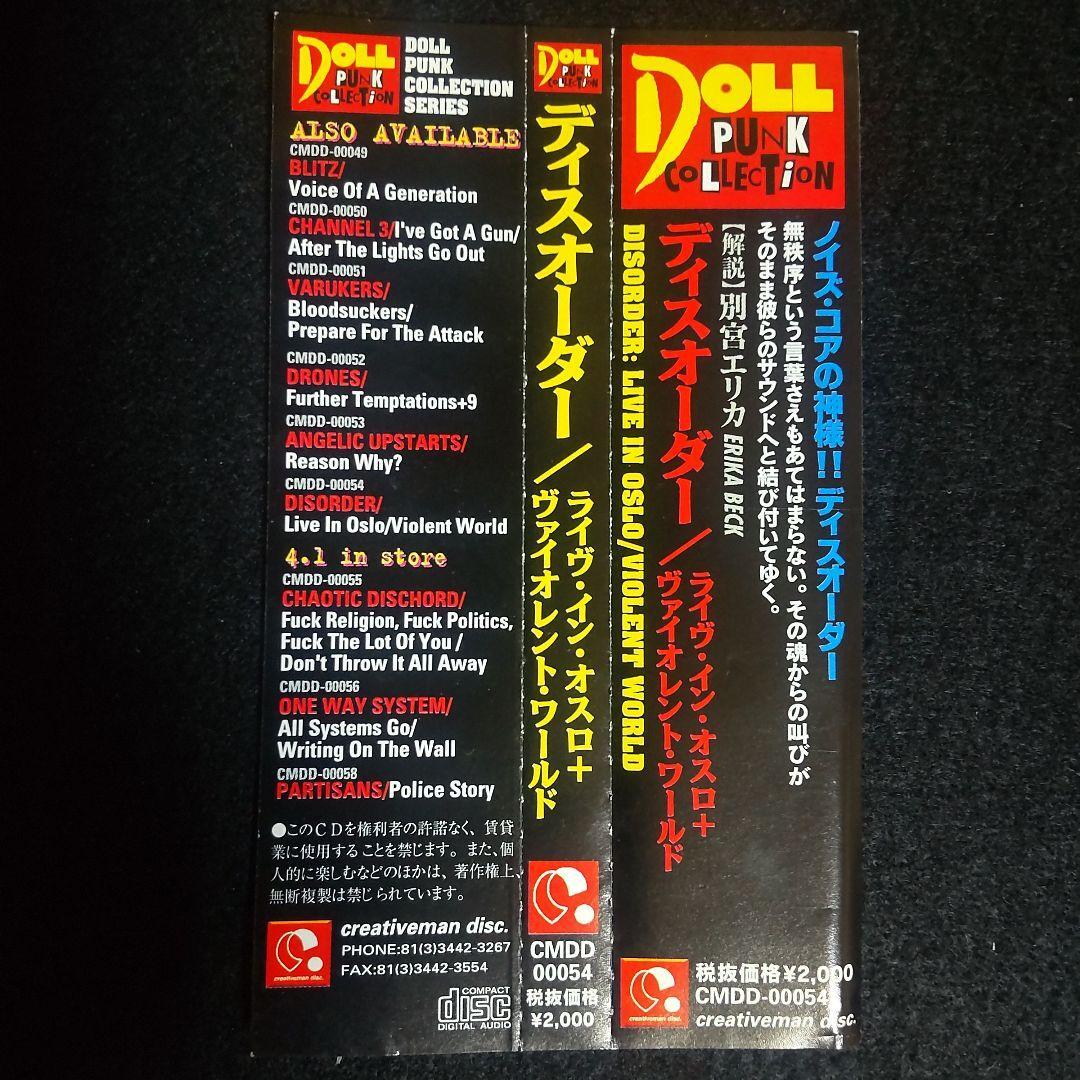 DOLL
PUNK
COLLECTION
DOLL
PUNK
COLLECTION
SERIES
ALSO AVAILABLE
CMDD-00049
BLITZ/
Voice Of A Generation
CMDD-00050
CHANNEL 3/I've Got A Gun/
After The Lights Go Out
CMDD-00051
VARUKERS/
Bloodsuckers/
Prepare For The Attack
CMDD-00052
DRONES/
Further Temptations+9
CMDD-00053
ANGELIC UPSTARTS/
Reason Why?
CMDD-00054
DISORDER/
Live In Oslo/Violent World
4.1 in store
CMDD-00055
CHAOTIC DISCHORD/
Fuck Religion, Fuck Politics,
Fuck The Lot Of You /
Don't Throw It All Away
CMDD-00056
ONE WAY SYSTEM/
All Systems Go/
Writing On The Wall
CMDD-00058
PARTISANS/Police Story
●このCDを権利者の許諾なく、賃貸
業に使用することを禁じます。また、個
人的に楽しむなどのほかは、著作権上、
無断複製は禁じられています。
creativeman disc.
creativeman disc.
PHONE:81(3)3442-3267
FAX:81(3)3442-3554
COMPACT
disc
DIGITAL AUDIO
DOLL
PUNK
COLLECTION
ディスオーダー/
ライヴ・イン・オスロ+
ヴァイオレント・ワールド
CMDD
00054
税抜価格
¥2,000
DOLL
PUNK
COLLECTION
ノイズ・コアの神様!!ディスオーダー
無秩序という言葉さえもあてはまらない。その魂からの叫びが
そのまま彼らのサウンドへと結び付いてゆく。
【解説】別宮エリカ ERIKA BECK
ディスオーダー/
ライヴ・イン・オスロ+
ヴァイオレント・ワールド
DISORDER: LIVE IN OSLO/VIOLENT WORLD
creativeman disc.
税抜価格¥2,000
CMDD-00054
creativeman disc.